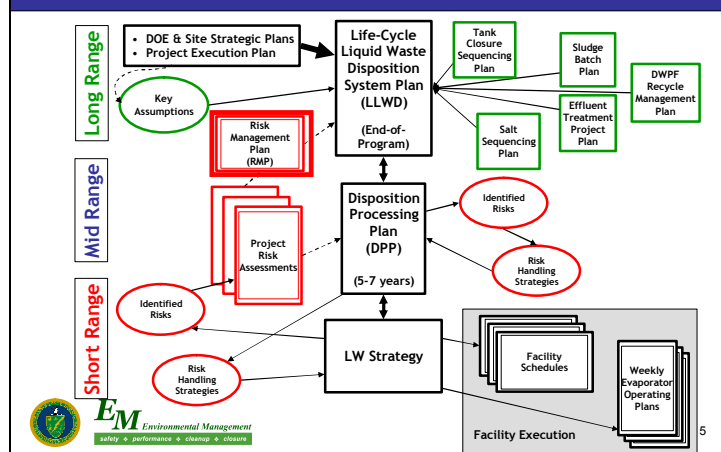 Long Range
Mid Range
Short Range
• DOE & Site Strategic Plans
• Project Execution Plan
Key
Assumptions
Life-Cycle
Liquid Waste
Disposition
System Plan
(LLWD)
(End-of-
Program)
Tank
Closure
Sequencing
Plan
Sludge
Batch
Plan
DWPF
Recycle
Management
Plan
Effluent
Treatment
Project Plan
Salt
Sequencing
Plan
Risk
Management
Plan
(RMP)
Project
Risk
Assessments
Disposition
Processing
Plan
(DPP)
(5-7 years)
Identified
Risks
Risk
Handling
Strategies
Identified
Risks
Risk
Handling
Strategies
LW Strategy
Facility
Schedules
Weekly
Evaporator
Operating
Plans
Facility Execution
EM Environmental Management
safety ❖ performance ❖ cleanup ❖ closure
5